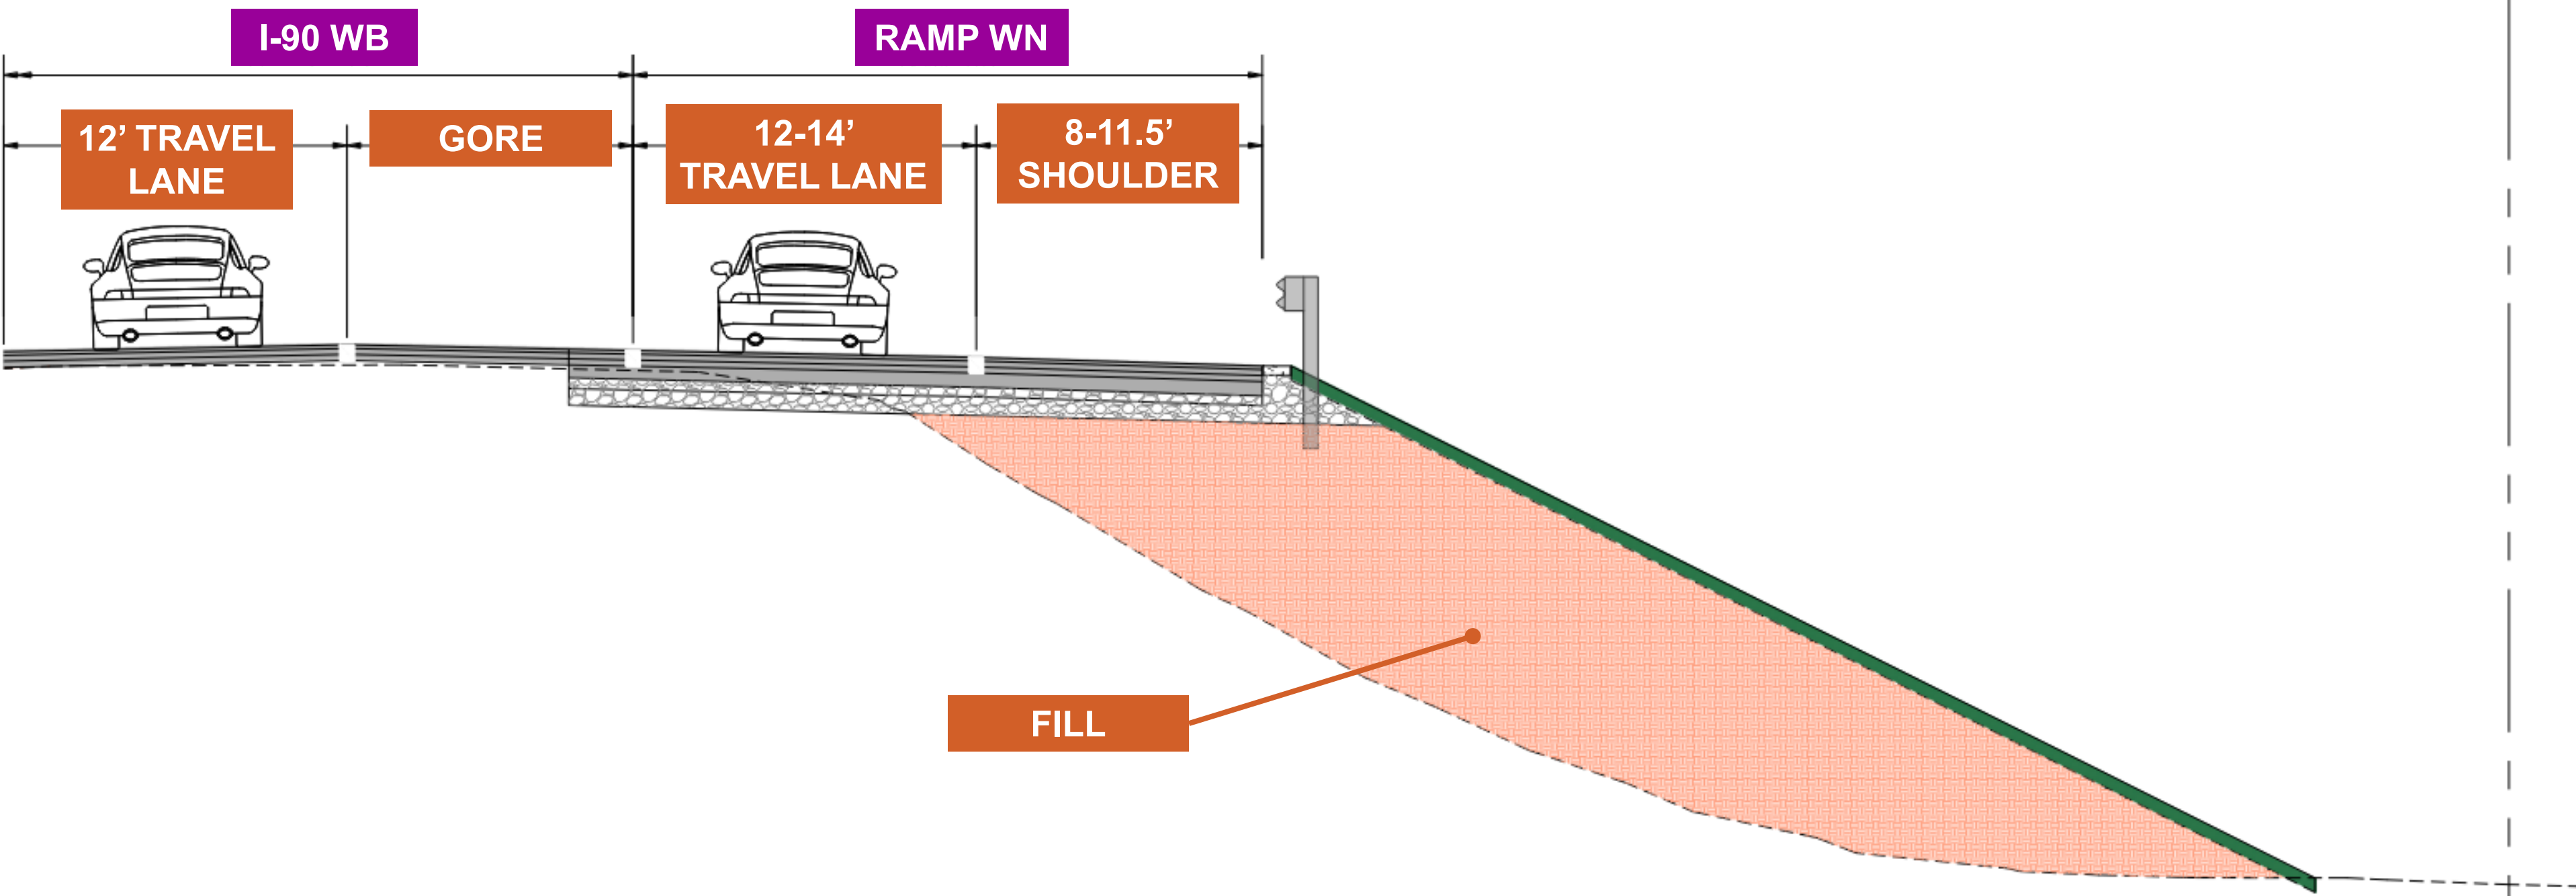 I-90 WB
RAMP WN
12’ TRAVEL
LANE
GORE
12-14’
TRAVEL LANE
8-11.5’
SHOULDER
FILL